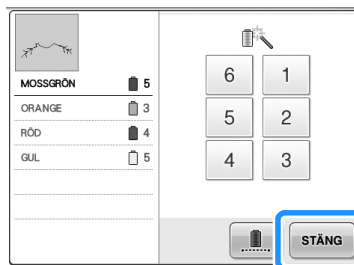 MOSSGRÖN 5
ORANGE 3
RÖD 4
GUL 5
6 1
5 2
4 3
STÄNG